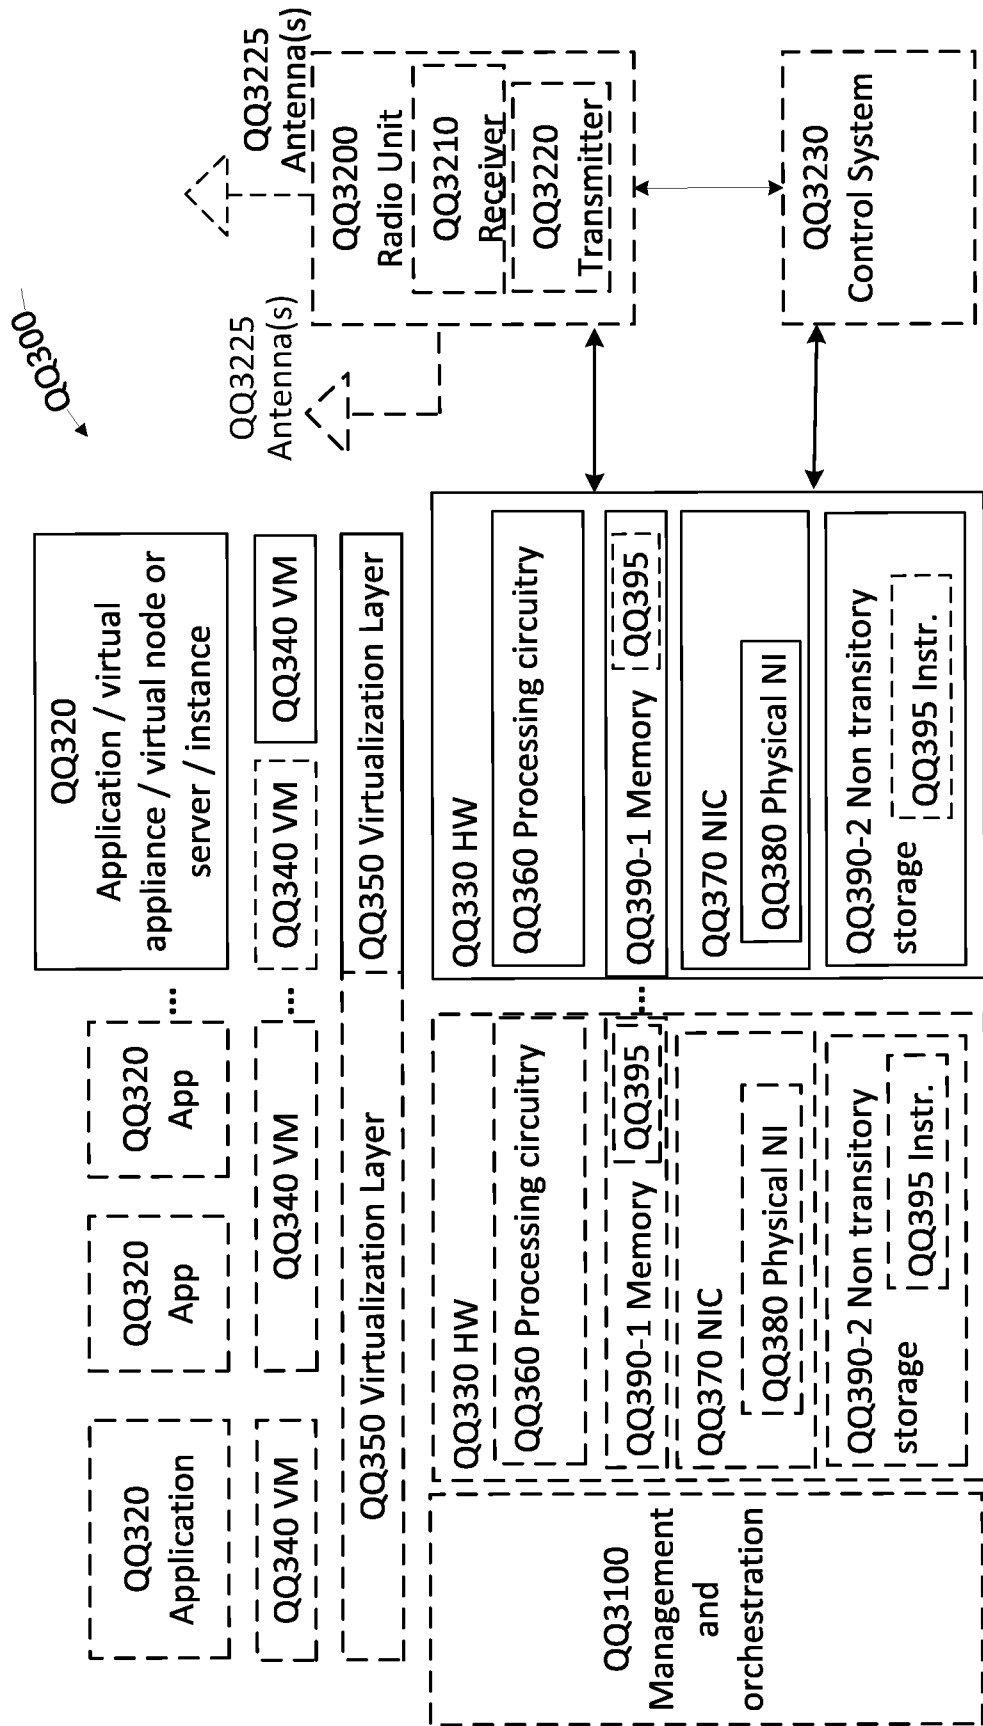 QQ300
QQ320
Application
QQ320
App
QQ320
App
...
QQ320
Application / virtual
appliance / virtual node or
server / instance
QQ340 VM
QQ340 VM
...
QQ340 VM
QQ340 VM
QQ350 Virtualization Layer
QQ350 Virtualization Layer
QQ3100
Management
and
orchestration
QQ330 HW
QQ360 Processing circuitry
QQ390-1 Memory
QQ395
QQ370 NIC
QQ380 Physical NI
QQ390-2 Non transitory
storage
QQ395 Instr.
...
QQ330 HW
QQ360 Processing circuitry
QQ390-1 Memory
QQ395
QQ370 NIC
QQ380 Physical NI
QQ390-2 Non transitory
storage
QQ395 Instr.
QQ3225
Antenna(s)
QQ3225
Antenna(s)
QQ3200
Radio Unit
QQ3210
Receiver
QQ3220
Transmitter
QQ3230
Control System